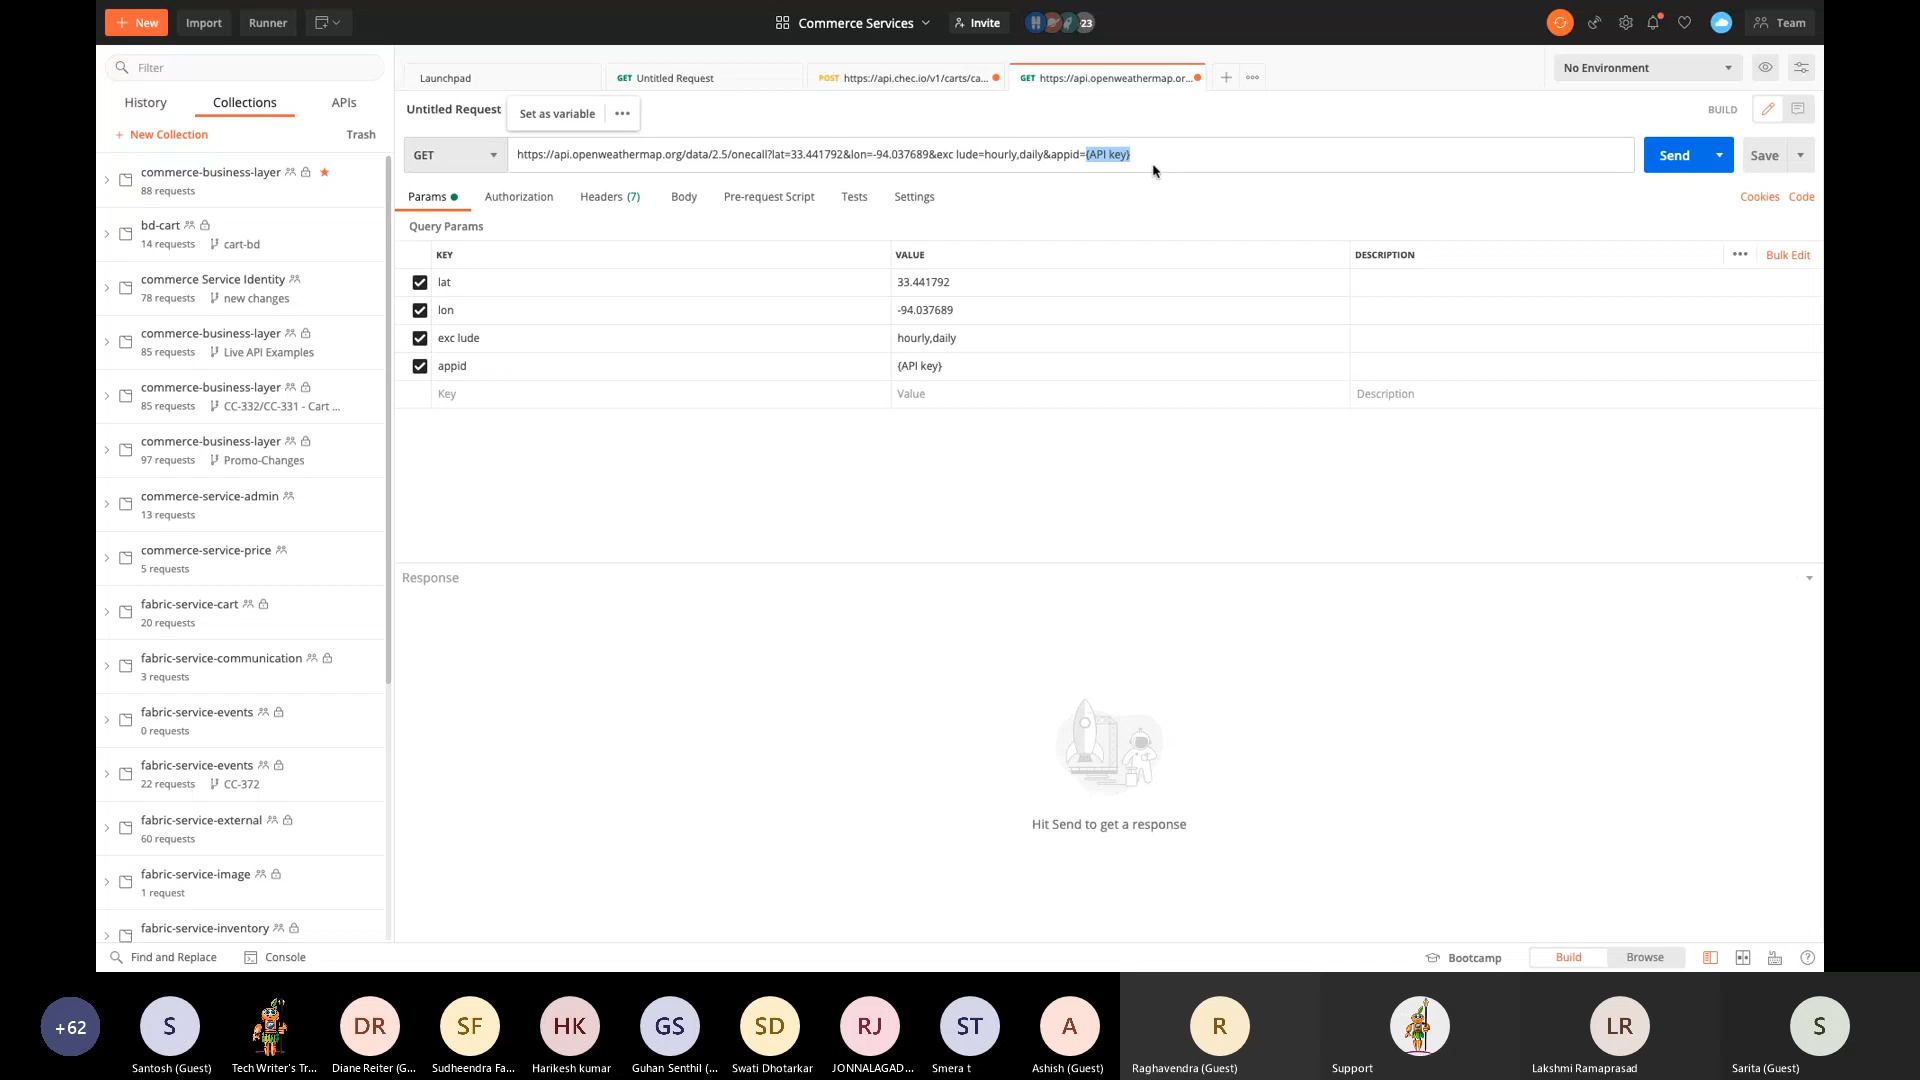 New
Import
Runner
Commerce Services
Invite
23
Team
Filter
History
Collections
APIs
New Collection
Trash
commerce-business-layer
88 requests
bd-cart
14 requests
cart-bd
commerce Service Identity
78 requests
new changes
commerce-business-layer
85 requests
Live API Examples
commerce-business-layer
85 requests
CC-332/CC-331 - Cart ...
commerce-business-layer
97 requests
Promo-Changes
commerce-service-admin
13 requests
commerce-service-price
5 requests
fabric-service-cart
20 requests
fabric-service-communication
3 requests
fabric-service-events
0 requests
fabric-service-events
22 requests
CC-372
fabric-service-external
60 requests
fabric-service-image
1 request
fabric-service-inventory
Launchpad
GET Untitled Request
POST https://api.chec.io/v1/carts/ca...
GET https://api.openweathermap.or...
No Environment
Untitled Request
Set as variable
BUILD
GET
https://api.openweathermap.org/data/2.5/onecall?lat=33.441792&lon=-94.037689&exc lude=hourly,daily&appid={API key}
Send
Save
Params
Authorization
Headers (7)
Body
Pre-request Script
Tests
Settings
Cookies
Code
Query Params
KEY
VALUE
DESCRIPTION
Bulk Edit
lat
33.441792
lon
-94.037689
exc lude
hourly,daily
appid
{API key}
Key
Value
Description
Response
Hit Send to get a response
Find and Replace
Console
Bootcamp
Build
Browse
+62
S
DR
SF
HK
GS
SD
RJ
ST
A
R
LR
S
Santosh (Guest)
Tech Writer's Tr...
Diane Reiter (G...
Sudheendra Fa...
Harikesh kumar
Guhan Senthil (...
Swati Dhotarkar
JONNALAGAD...
Smera t
Ashish (Guest)
Raghavendra (Guest)
Support
Lakshmi Ramaprasad
Sarita (Guest)